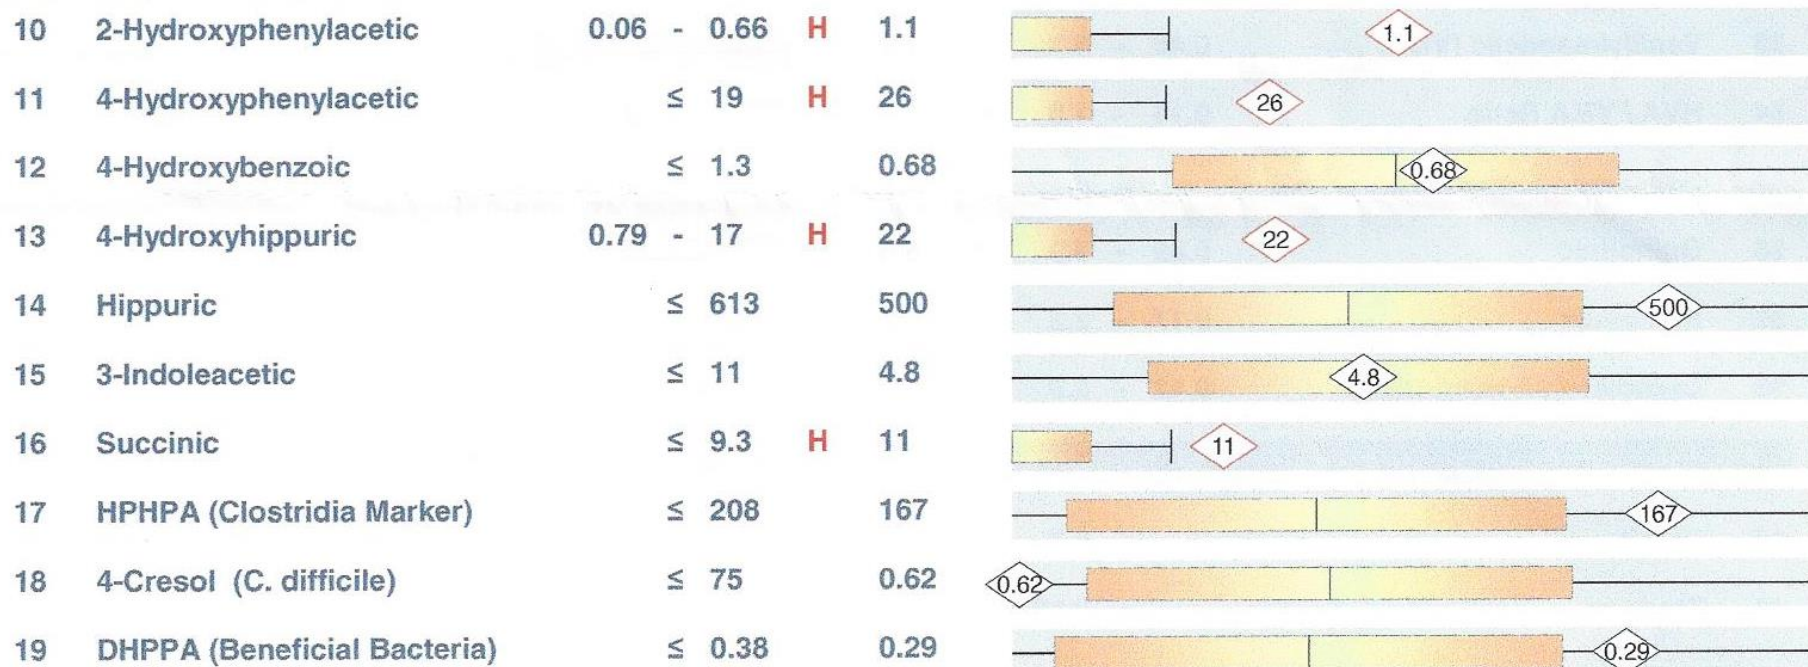 10 2-Hydroxyphenylacetic 0.06 - 0.66 H 1.1 1.1
11 4-Hydroxyphenylacetic ≤ 19 H 26 26
12 4-Hydroxybenzoic ≤ 1.3 0.68 0.68
13 4-Hydroxyhippuric 0.79 - 17 H 22 22
14 Hippuric ≤ 613 500 500
15 3-Indoleacetic ≤ 11 4.8 4.8
16 Succinic ≤ 9.3 H 11 11
17 HPHPA (Clostridia Marker) ≤ 208 167 167
18 4-Cresol (C. difficile) ≤ 75 0.62 0.62
19 DHPPA (Beneficial Bacteria) ≤ 0.38 0.29 0.29